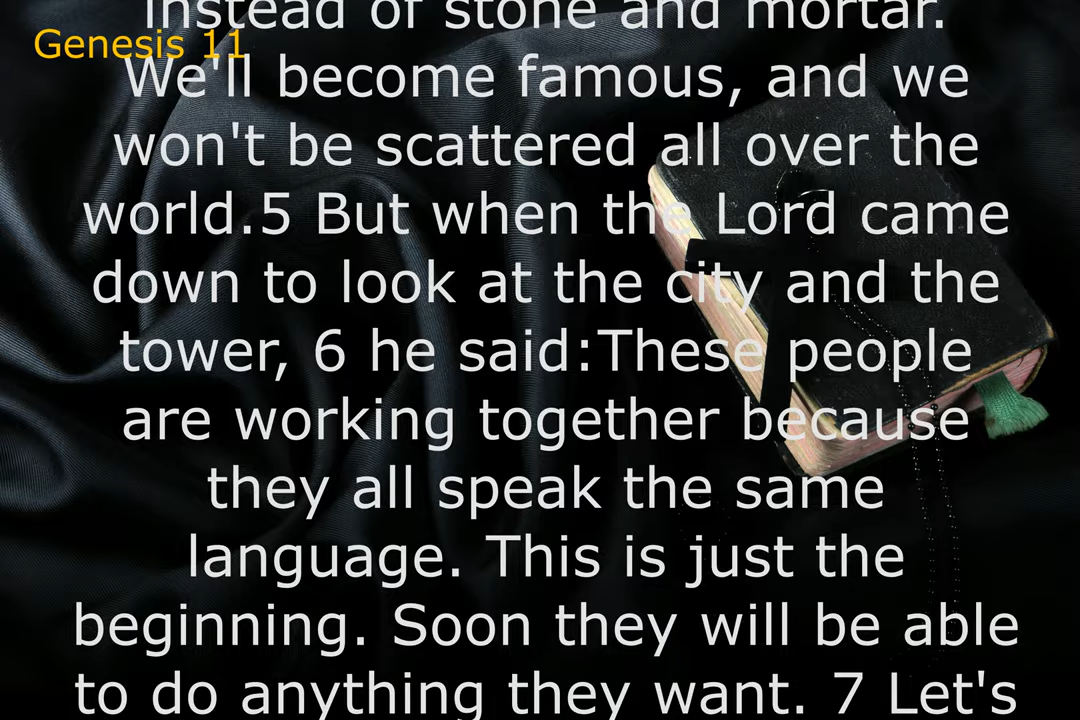 instead of stone and mortar.
Genesis 11
We'll become famous, and we
won't be scattered all over the
world.5 But when the Lord came
down to look at the city and the
tower, 6 he said:These people
are working together because
they all speak the same
language. This is just the
beginning. Soon they will be able
to do anything they want. 7 Let's